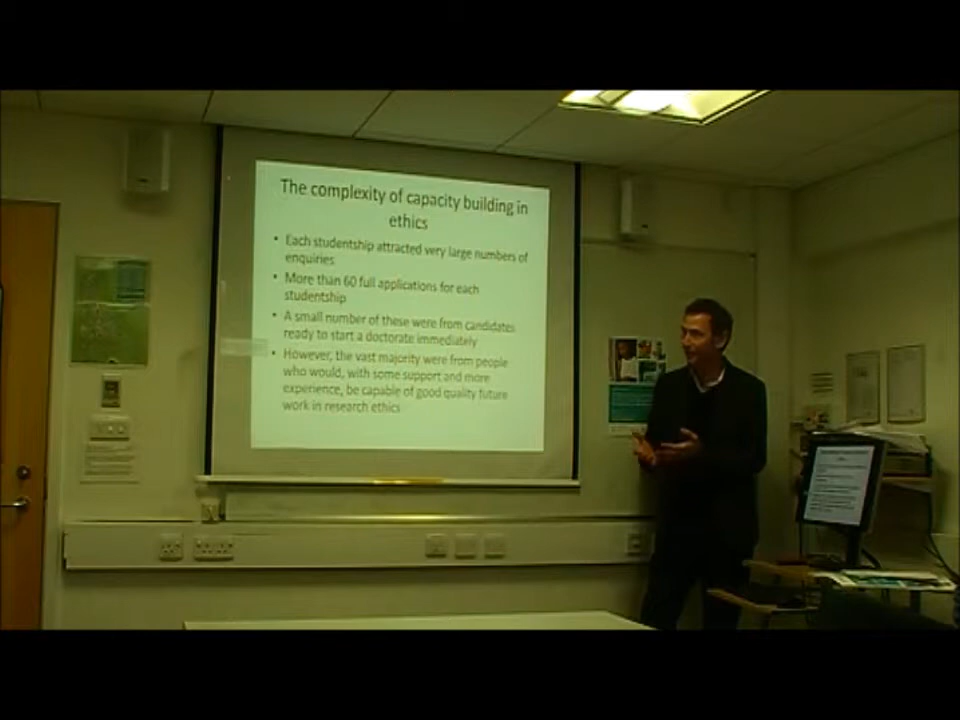 The complexity of capacity building in
ethics
• Each studentship attracted very large numbers of
enquiries
• More than 60 full applications for each
studentship
• A small number of these were from candidates
ready to start a doctorate immediately
• However, the vast majority were from people
who would, with some support and more
experience, be capable of good quality future
work in research ethics